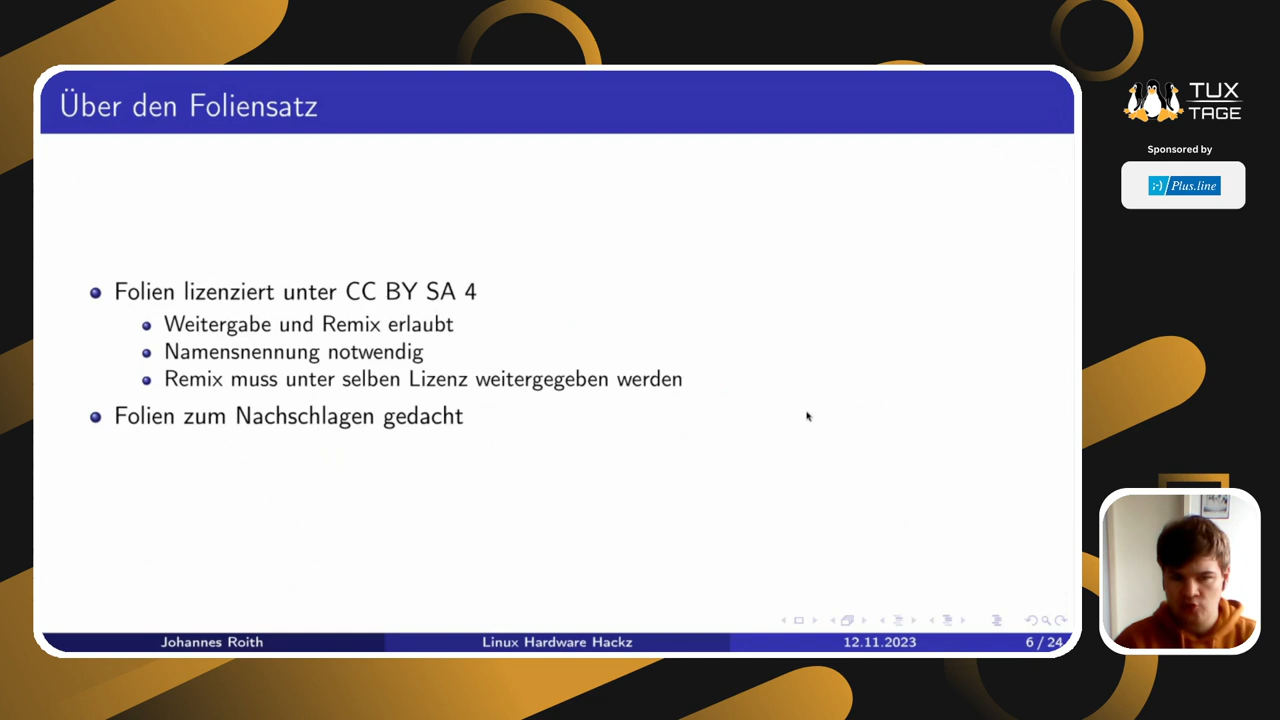 Über den Foliensatz
Folien lizenziert unter CC BY SA 4
Weitergabe und Remix erlaubt
Namensnennung notwendig
Remix muss unter selben Lizenz weitergegeben werden
Folien zum Nachschlagen gedacht
Johannes Roith
Linux Hardware Hackz
12.11.2023
6 / 24
TUX
TAGE
Sponsored by
:-) Plus.line